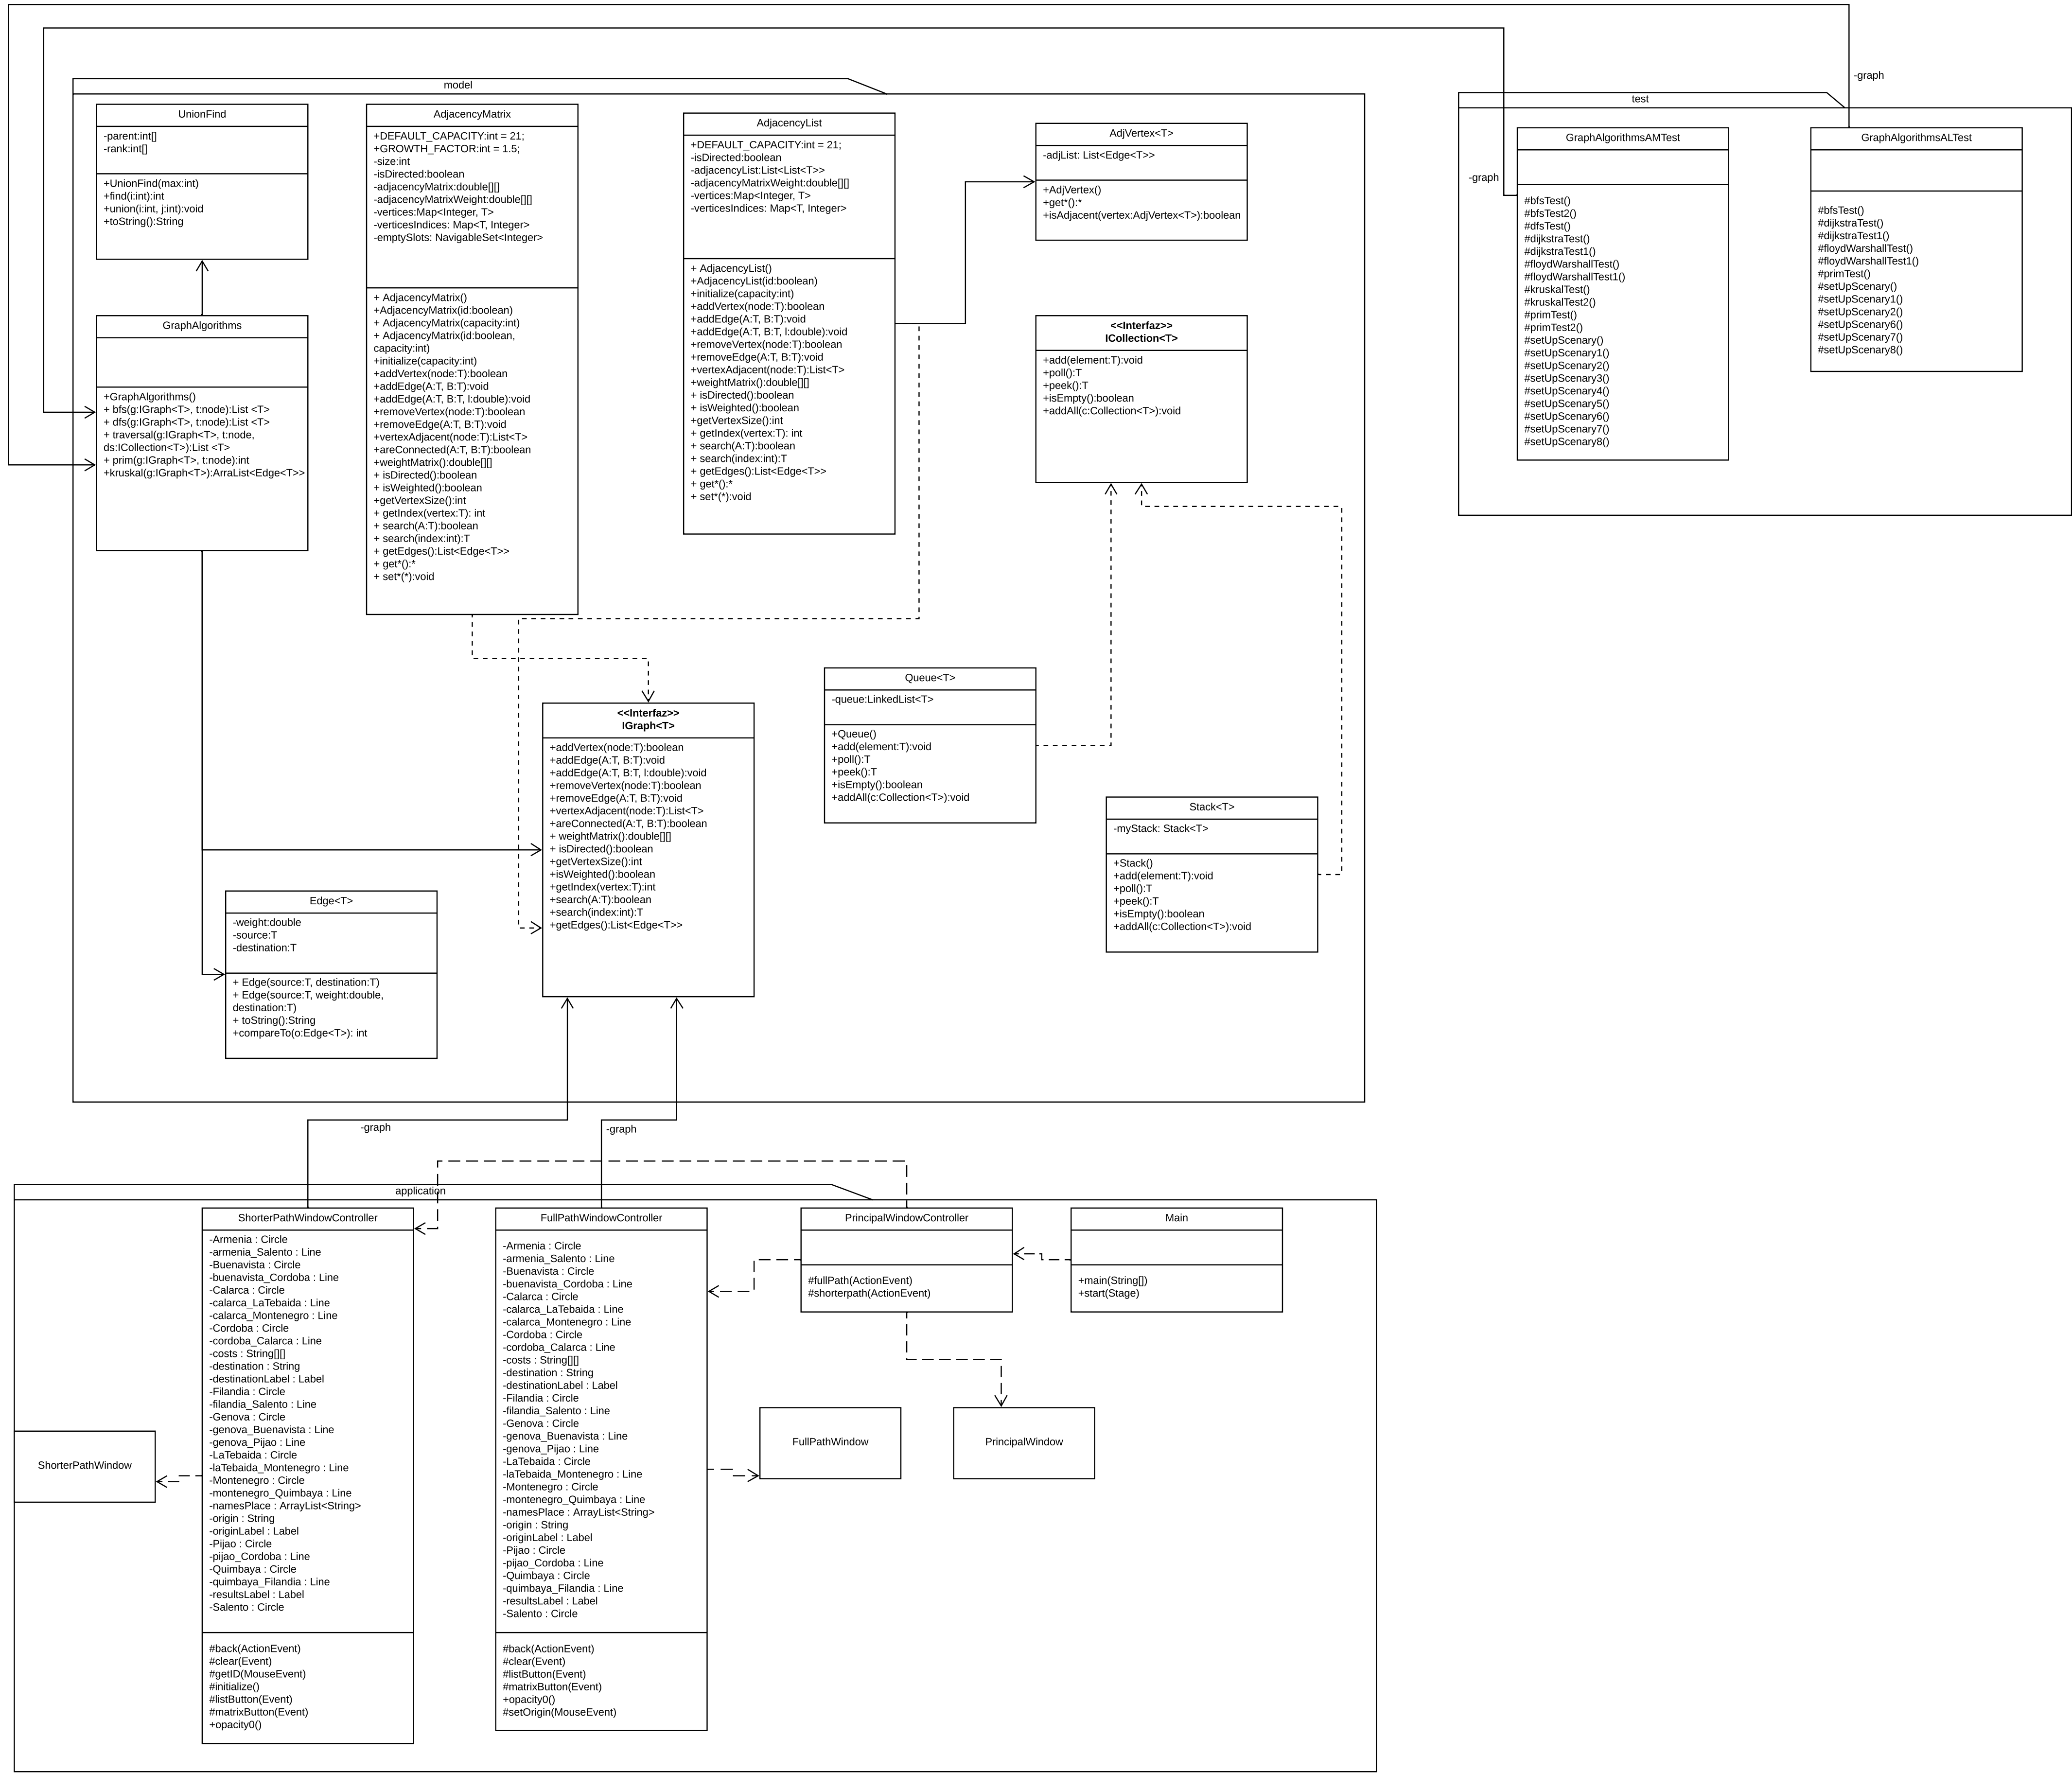 -graph
model
test
-graph
UnionFind
-parent:int[]
-rank:int[]
+UnionFind(max:int)
+find(i:int):int
+union(i:int, j:int):void
+toString():String
AdjacencyMatrix
+DEFAULT_CAPACITY:int = 21;
+GROWTH_FACTOR:int = 1.5;
-size:int
-isDirected:boolean
-adjacencyMatrix:double[][]
-adjacencyMatrixWeight:double[][]
-vertices:Map<Integer, T>
-verticesIndices: Map<T, Integer>
-emptySlots: NavigableSet<Integer>
+ AdjacencyMatrix()
+AdjacencyMatrix(id:boolean)
+ AdjacencyMatrix(capacity:int)
+ AdjacencyMatrix(id:boolean,
capacity:int)
+initialize(capacity:int)
+addVertex(node:T):boolean
+addEdge(A:T, B:T):void
+addEdge(A:T, B:T, l:double):void
+removeVertex(node:T):boolean
+removeEdge(A:T, B:T):void
+vertexAdjacent(node:T):List<T>
+areConnected(A:T, B:T):boolean
+weightMatrix():double[][]
+ isDirected():boolean
+ isWeighted():boolean
+getVertexSize():int
+ getIndex(vertex:T): int
+ search(A:T):boolean
+ search(index:int):T
+ getEdges():List<Edge<T>>
+ get*():*
+ set*(*):void
AdjacencyList
+DEFAULT_CAPACITY:int = 21;
-isDirected:boolean
-adjacencyList:List<List<T>>
-adjacencyMatrixWeight:double[][]
-vertices:Map<Integer, T>
-verticesIndices: Map<T, Integer>
+ AdjacencyList()
+AdjacencyList(id:boolean)
+initialize(capacity:int)
+addVertex(node:T):boolean
+addEdge(A:T, B:T):void
+addEdge(A:T, B:T, l:double):void
+removeVertex(node:T):boolean
+removeEdge(A:T, B:T):void
+vertexAdjacent(node:T):List<T>
+weightMatrix():double[][]
+ isDirected():boolean
+ isWeighted():boolean
+getVertexSize():int
+ getIndex(vertex:T): int
+ search(A:T):boolean
+ search(index:int):T
+ getEdges():List<Edge<T>>
+ get*():*
+ set*(*):void
AdjVertex<T>
-adjList: List<Edge<T>>
+AdjVertex()
+get*():*
+isAdjacent(vertex:AdjVertex<T>):boolean
<<Interfaz>>
ICollection<T>
+add(element:T):void
+poll():T
+peek():T
+isEmpty():boolean
+addAll(c:Collection<T>):void
GraphAlgorithmsAMTest
#bfsTest()
#bfsTest2()
#dfsTest()
#dijkstraTest()
#dijkstraTest1()
#floydWarshallTest()
#floydWarshallTest1()
#kruskalTest()
#kruskalTest2()
#primTest()
#primTest2()
#setUpScenary()
#setUpScenary1()
#setUpScenary2()
#setUpScenary3()
#setUpScenary4()
#setUpScenary5()
#setUpScenary6()
#setUpScenary7()
#setUpScenary8()
GraphAlgorithmsALTest
#bfsTest()
#dijkstraTest()
#dijkstraTest1()
#floydWarshallTest()
#floydWarshallTest1()
#primTest()
#setUpScenary()
#setUpScenary1()
#setUpScenary2()
#setUpScenary6()
#setUpScenary7()
#setUpScenary8()
GraphAlgorithms
+GraphAlgorithms()
+ bfs(g:IGraph<T>, t:node):List <T>
+ dfs(g:IGraph<T>, t:node):List <T>
+ traversal(g:IGraph<T>, t:node,
ds:ICollection<T>):List <T>
+ prim(g:IGraph<T>, t:node):int
+kruskal(g:IGraph<T>):ArraList<Edge<T>>
<<Interfaz>>
IGraph<T>
+addVertex(node:T):boolean
+addEdge(A:T, B:T):void
+addEdge(A:T, B:T, l:double):void
+removeVertex(node:T):boolean
+removeEdge(A:T, B:T):void
+vertexAdjacent(node:T):List<T>
+areConnected(A:T, B:T):boolean
+ weightMatrix():double[][]
+ isDirected():boolean
+getVertexSize():int
+isWeighted():boolean
+getIndex(vertex:T):int
+search(A:T):boolean
+search(index:int):T
+getEdges():List<Edge<T>>
Queue<T>
-queue:LinkedList<T>
+Queue()
+add(element:T):void
+poll():T
+peek():T
+isEmpty():boolean
+addAll(c:Collection<T>):void
Stack<T>
-myStack: Stack<T>
+Stack()
+add(element:T):void
+poll():T
+peek():T
+isEmpty():boolean
+addAll(c:Collection<T>):void
Edge<T>
-weight:double
-source:T
-destination:T
+ Edge(source:T, destination:T)
+ Edge(source:T, weight:double,
destination:T)
+ toString():String
+compareTo(o:Edge<T>): int
-graph
-graph
application
ShorterPathWindowController
-Armenia : Circle
-armenia_Salento : Line
-Buenavista : Circle
-buenavista_Cordoba : Line
-Calarca : Circle
-calarca_LaTebaida : Line
-calarca_Montenegro : Line
-Cordoba : Circle
-cordoba_Calarca : Line
-costs : String[][]
-destination : String
-destinationLabel : Label
-Filandia : Circle
-filandia_Salento : Line
-Genova : Circle
-genova_Buenavista : Line
-genova_Pijao : Line
-LaTebaida : Circle
-laTebaida_Montenegro : Line
-Montenegro : Circle
-montenegro_Quimbaya : Line
-namesPlace : ArrayList<String>
-origin : String
-originLabel : Label
-Pijao : Circle
-pijao_Cordoba : Line
-Quimbaya : Circle
-quimbaya_Filandia : Line
-resultsLabel : Label
-Salento : Circle
#back(ActionEvent)
#clear(Event)
#getID(MouseEvent)
#initialize()
#listButton(Event)
#matrixButton(Event)
+opacity0()
FullPathWindowController
-Armenia : Circle
-armenia_Salento : Line
-Buenavista : Circle
-buenavista_Cordoba : Line
-Calarca : Circle
-calarca_LaTebaida : Line
-calarca_Montenegro : Line
-Cordoba : Circle
-cordoba_Calarca : Line
-costs : String[][]
-destination : String
-destinationLabel : Label
-Filandia : Circle
-filandia_Salento : Line
-Genova : Circle
-genova_Buenavista : Line
-genova_Pijao : Line
-LaTebaida : Circle
-laTebaida_Montenegro : Line
-Montenegro : Circle
-montenegro_Quimbaya : Line
-namesPlace : ArrayList<String>
-origin : String
-originLabel : Label
-Pijao : Circle
-pijao_Cordoba : Line
-Quimbaya : Circle
-quimbaya_Filandia : Line
-resultsLabel : Label
-Salento : Circle
#back(ActionEvent)
#clear(Event)
#listButton(Event)
#matrixButton(Event)
+opacity0()
#setOrigin(MouseEvent)
PrincipalWindowController
#fullPath(ActionEvent)
#shorterpath(ActionEvent)
Main
+main(String[])
+start(Stage)
ShorterPathWindow
FullPathWindow
PrincipalWindow